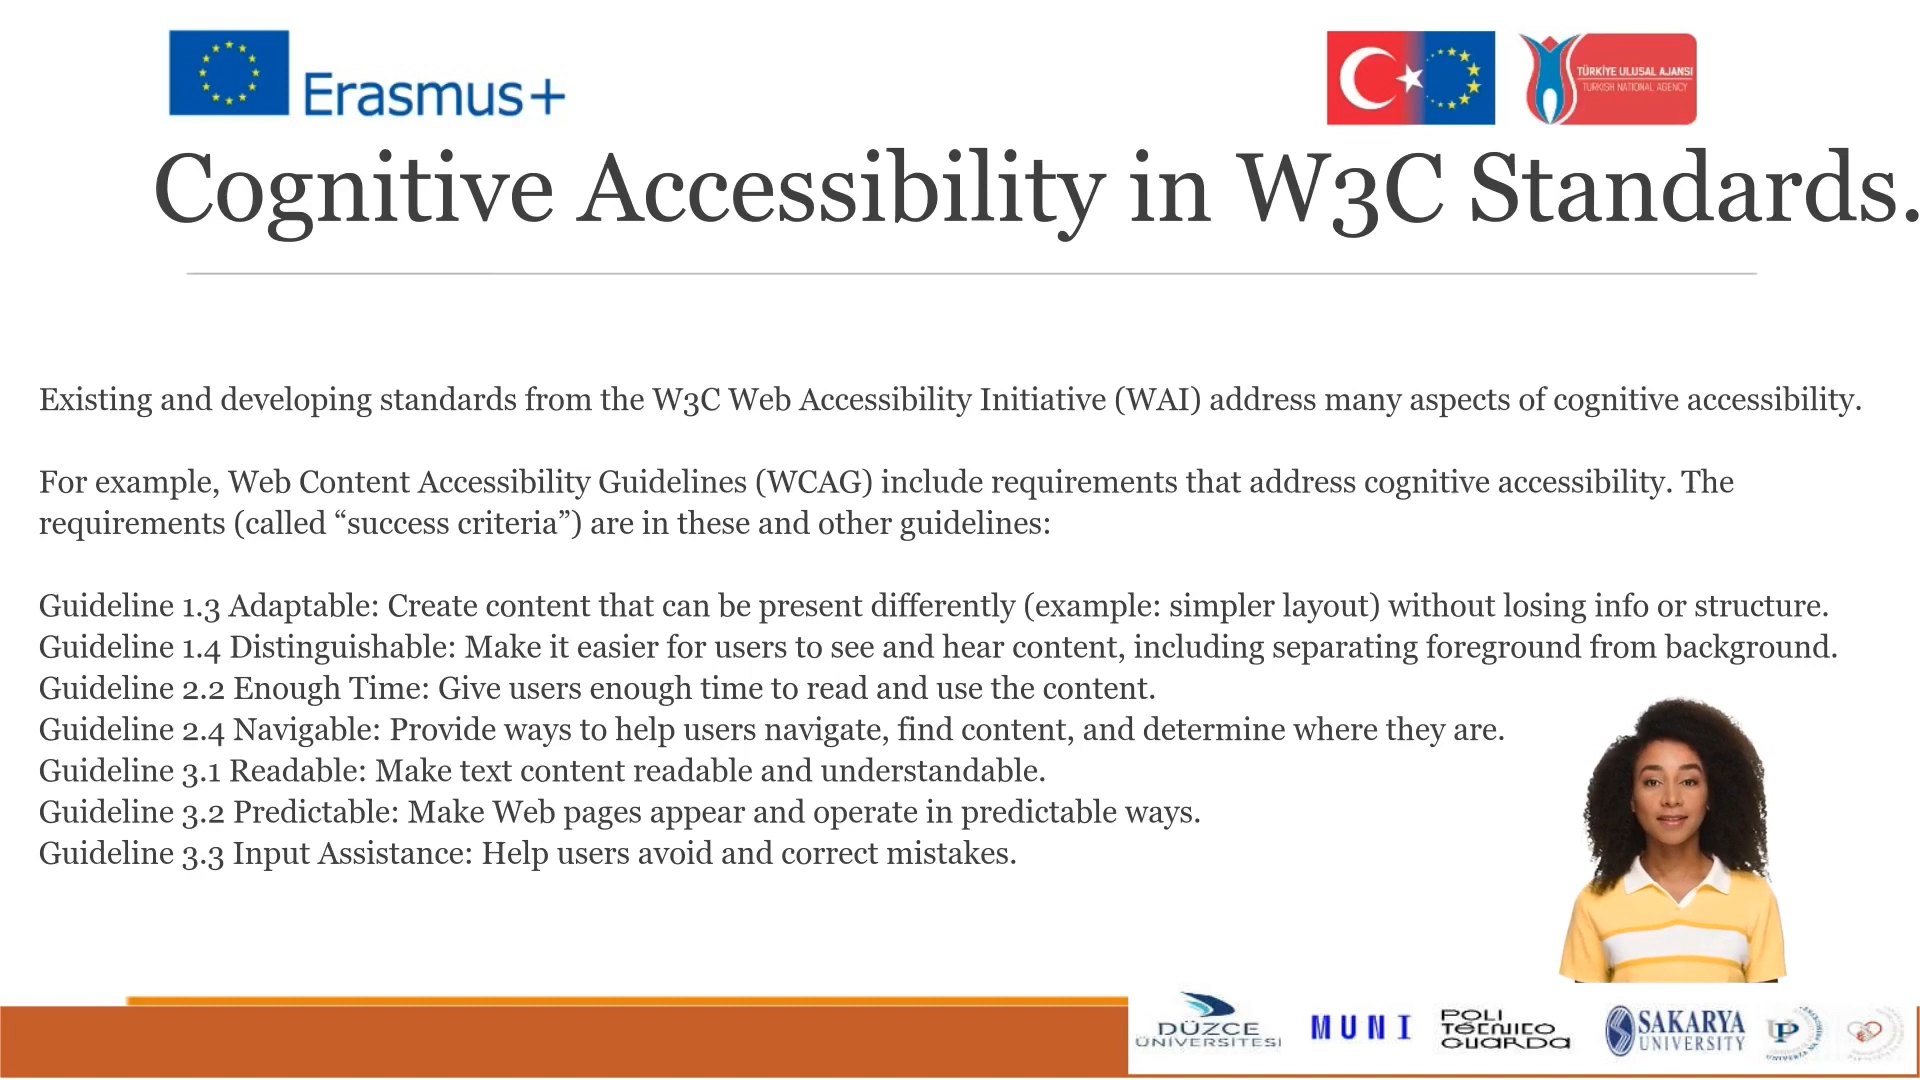 Erasmus+
TÜRKİYE ULUSAL AJANSI
TURKISH NATIONAL AGENCY
Cognitive Accessibility in W3C Standards.
Existing and developing standards from the W3C Web Accessibility Initiative (WAI) address many aspects of cognitive accessibility.
For example, Web Content Accessibility Guidelines (WCAG) include requirements that address cognitive accessibility. The
requirements (called “success criteria”) are in these and other guidelines:
Guideline 1.3 Adaptable: Create content that can be present differently (example: simpler layout) without losing info or structure.
Guideline 1.4 Distinguishable: Make it easier for users to see and hear content, including separating foreground from background.
Guideline 2.2 Enough Time: Give users enough time to read and use the content.
Guideline 2.4 Navigable: Provide ways to help users navigate, find content, and determine where they are.
Guideline 3.1 Readable: Make text content readable and understandable.
Guideline 3.2 Predictable: Make Web pages appear and operate in predictable ways.
Guideline 3.3 Input Assistance: Help users avoid and correct mistakes.
DÜZCE
ÜNİVERSİTESİ
MUNI
POLI
TÉCNICO
GUARDA
SAKARYA
UNIVERSITY
UP